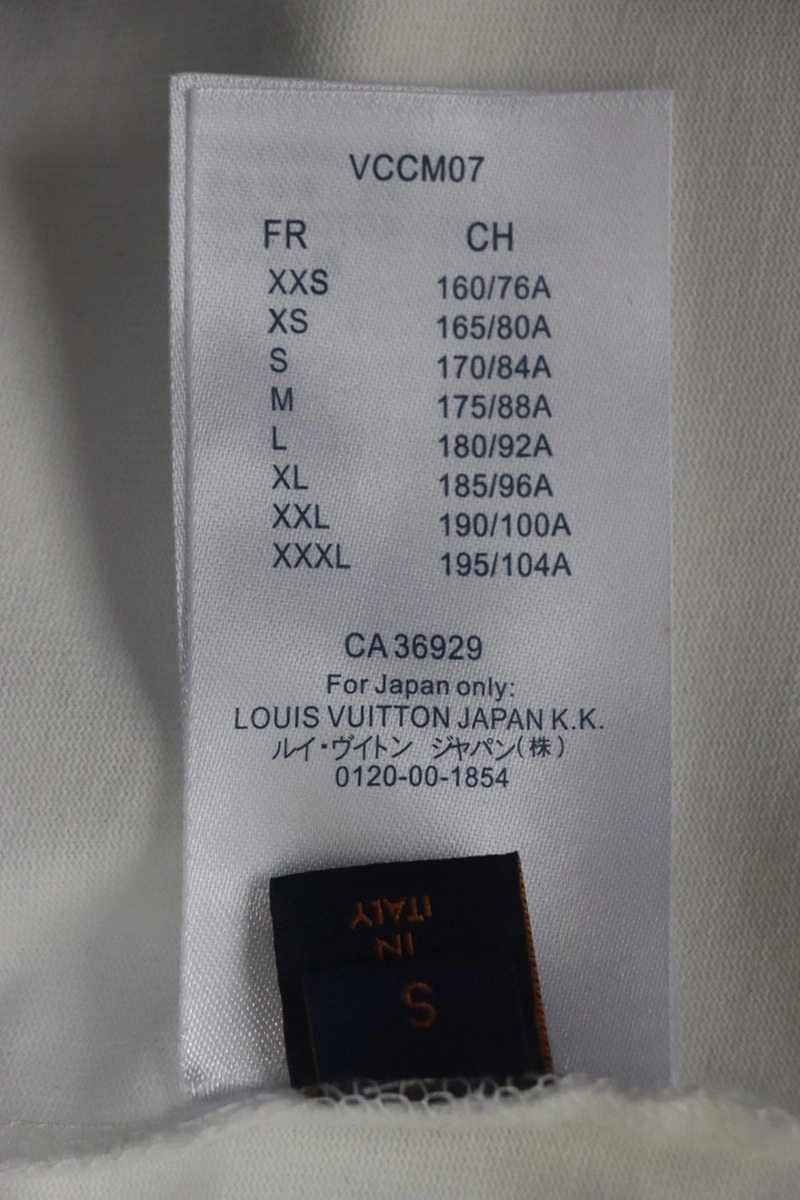 VCCM07
FR CH
XXS 160/76A
XS 165/80A
S 170/84A
M 175/88A
L 180/92A
XL 185/96A
XXL 190/100A
XXXL 195/104A
CA 36929
For Japan only:
LOUIS VUITTON JAPAN K.K.
ルイ・ヴイトン ジャパン(株)
0120-00-1854
S
IN
ITALY